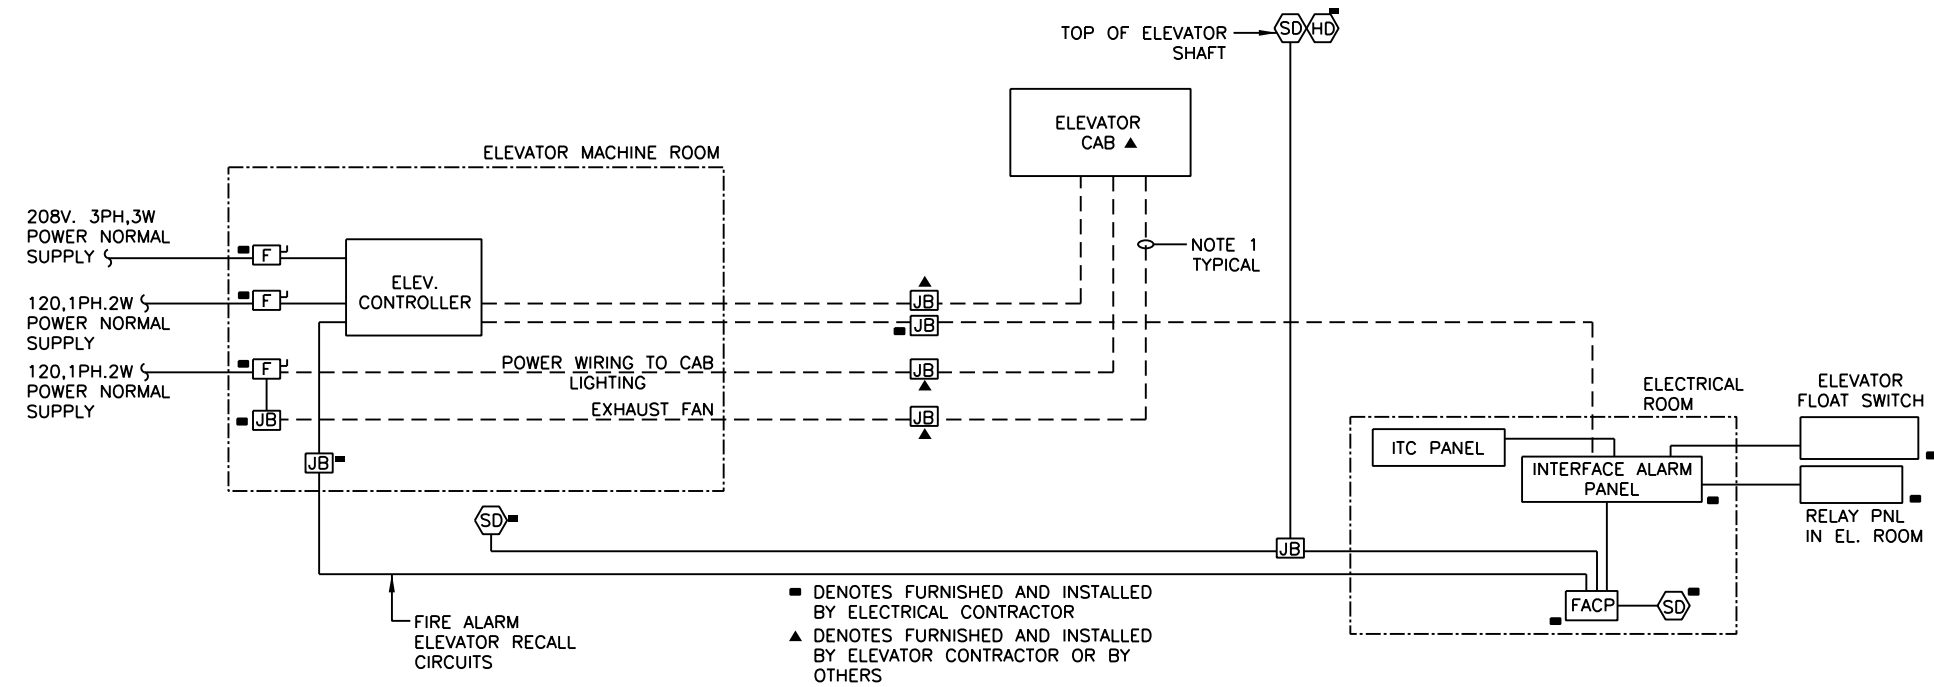 TOP OF ELEVATOR
SHAFT
SD
HD
ELEVATOR
CAB
ELEVATOR MACHINE ROOM
208V. 3PH,3W
POWER NORMAL
SUPPLY
F
ELEV.
CONTROLLER
NOTE 1
TYPICAL
120,1PH.2W
POWER NORMAL
SUPPLY
F
JB
JB
120,1PH.2W
POWER NORMAL
SUPPLY
F
POWER WIRING TO CAB
LIGHTING
JB
JB
EXHAUST FAN
JB
JB
ELECTRICAL
ROOM
ELEVATOR
FLOAT SWITCH
ITC PANEL
INTERFACE ALARM
PANEL
RELAY PNL
IN EL. ROOM
SD
JB
FACP
SD
FIRE ALARM
ELEVATOR RECALL
CIRCUITS
DENOTES FURNISHED AND INSTALLED
BY ELECTRICAL CONTRACTOR
DENOTES FURNISHED AND INSTALLED
BY ELEVATOR CONTRACTOR OR BY
OTHERS